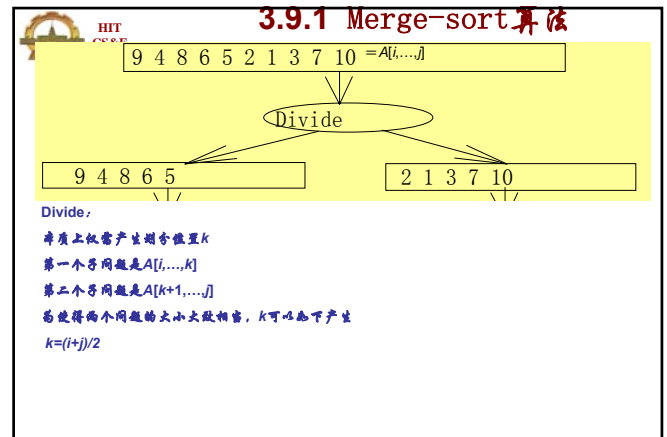 HIT
CS&E
3.9.1 Merge-sort算法
9 4 8 6 5 2 1 3 7 10 =A[i,…,j]
Divide
9 4 8 6 5
2 1 3 7 10
Divide:
本质上仅需产生划分位置k
第一个子问题是A[i,…,k]
第二个子问题是A[k+1,…,j]
为使得两个问题的大小大致相当，k可以如下产生
k=(i+j)/2